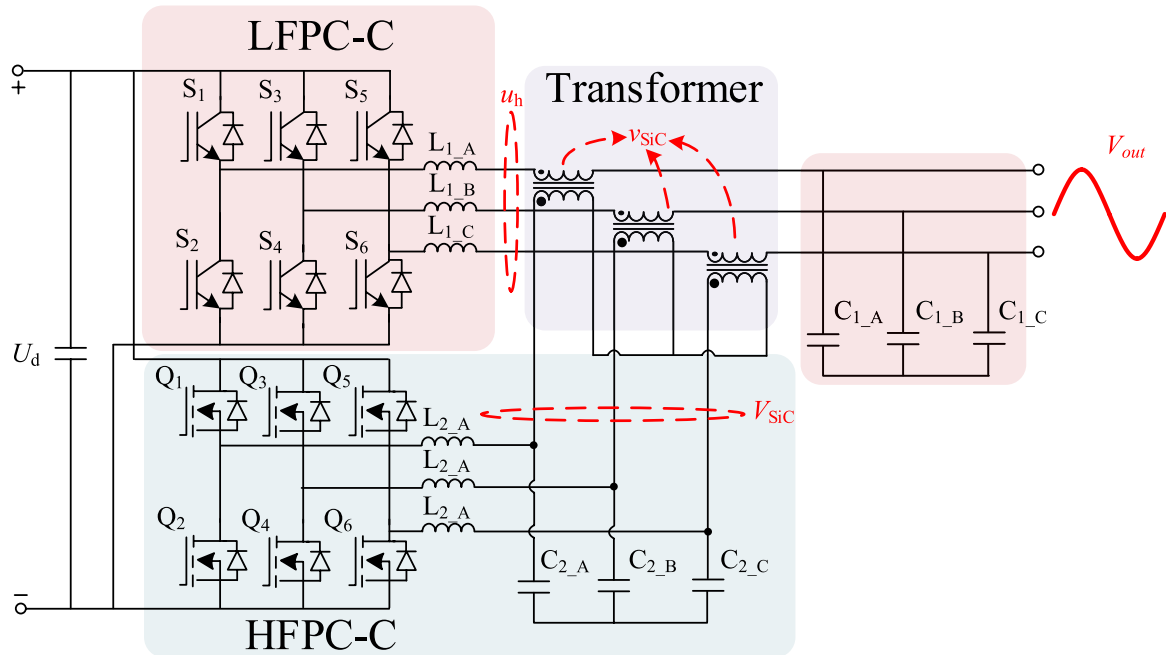 LFPC-C
Transformer
+
S1 S3 S5
uh
vSiC
Vout
L1_A
L1_B
L1_C
S2 S4 S6
C1_A C1_B C1_C
Ud
Q1 Q3 Q5
VSiC
L2_A
L2_A
L2_A
Q2 Q4 Q6
C2_A C2_B C2_C
−
HFPC-C